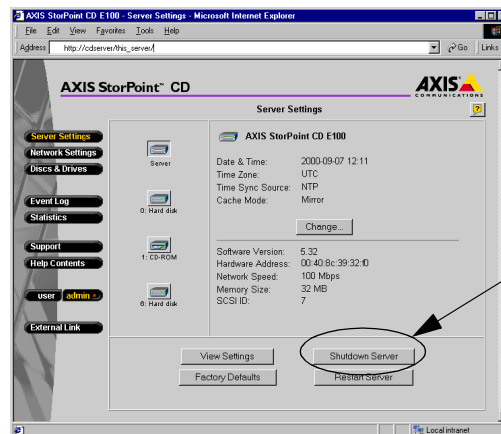 AXIS StorPoint CD E100 - Server Settings - Microsoft Internet Explorer
File Edit View Favorites Tools Help
Address http://cdserver/this_server/ Go Links
AXIS StorPoint™ CD
AXIS
COMMUNICATIONS
Server Settings
?
Server Settings
Network Settings
Discs & Drives
Event Log
Statistics
Support
Help Contents
user admin
External Link
Server
0: Hard disk
1: CD-ROM
6: Hard disk
AXIS StorPoint CD E100
Date & Time: 2000-09-07 12:11
Time Zone: UTC
Time Sync Source: NTP
Cache Mode: Mirror
Change...
Software Version: 5.32
Hardware Address: 00:40:8c:39:32:f0
Network Speed: 100 Mbps
Memory Size: 32 MB
SCSI ID: 7
View Settings Shutdown Server
Factory Defaults Restart Server
Local intranet